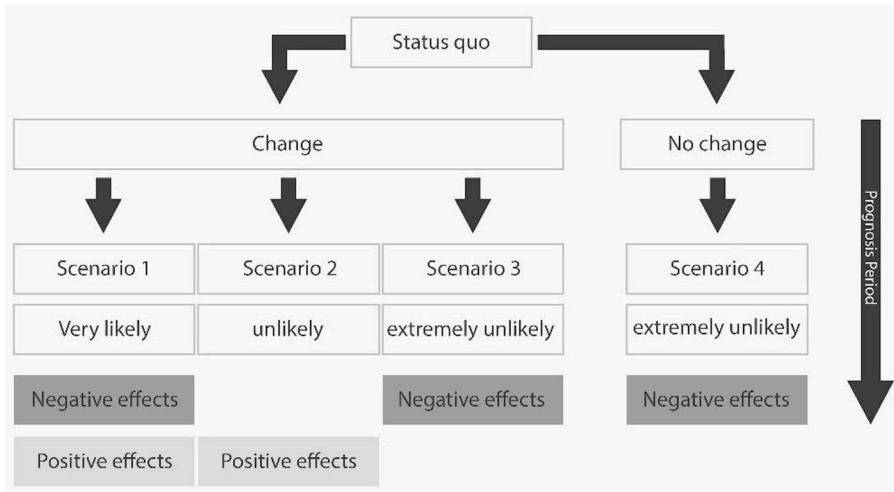 Status quo
Change
No change
Scenario 1
Scenario 2
Scenario 3
Scenario 4
Very likely
unlikely
extremely unlikely
extremely unlikely
Negative effects
Negative effects
Negative effects
Positive effects
Positive effects
Prognosis Period